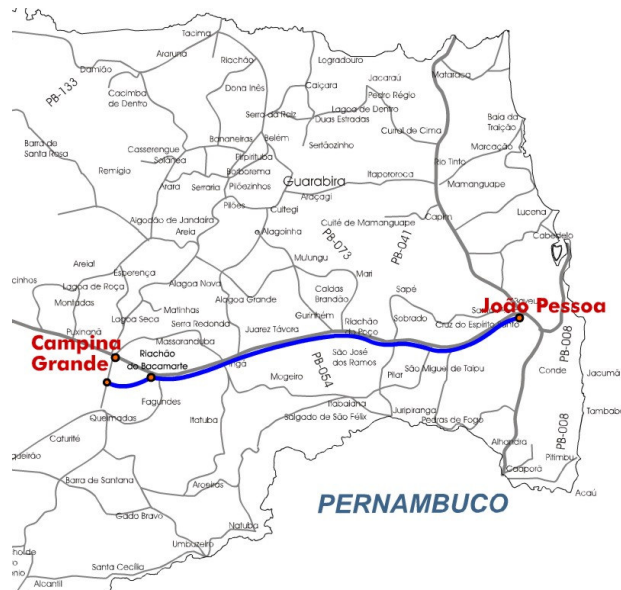 Tacima
Logradouro
Araruna
Riachão
Damião
Jacaraú
Mataraca
PB-133
Caiçara
Dona Inês
Pedro Régio
Cacimba
de Dentro
Lagoa de Dentro
Serra da Raiz
Duas Estradas
Baía da
Traição
Curral de Cima
Bananeiras
Belém
Barra de
Santa Rosa
Casserengue
Sertãozinho
Marcação
Solânea
Pirpirituba
Rio Tinto
Remígio
Borborema
Itapororoca
Guarabira
Mamanguape
Arara
Serraria
Pilõezinhos
Araçagi
Pilões
Cuitegi
Lucena
Capim
Algodão de Jandaíra
Cuité de Mamanguape
Areia
Alagoinha
Cabedelo
PB-073
PB-041
Mulungu
Areial
Esperença
Mari
cinhos
Lagoa de Roça
Alagoa Nova
Caldas
Brandão
Sapé
Montadas
Alagoa Grande
João Pessoa
Matinhas
Gurinhém
Lagoa Seca
Serra Redonda
Riachão
do Poço
Sobrado
Cruz do Espírito Santo
Puxinanã
Juarez Távora
PB-008
Campina
Grande
Massaranduba
Riachão
do Bacamarte
São José
dos Ramos
PB-054
São Miguel de Taipu
Conde
Jacumã
Mogeiro
Pilar
Fagundes
Itabaiana
Juripiranga
Tambaba
Queimadas
Itatuba
Salgado de São Félix
Pedras de Fogo
PB-008
Caturité
Alhandra
Pitimbu
queirão
Caaporã
Barra de Santana
Aroeiros
Acaú
PERNAMBUCO
Gado Bravo
Natuba
Umbuzeiro
Santa Cecília
Alcantil